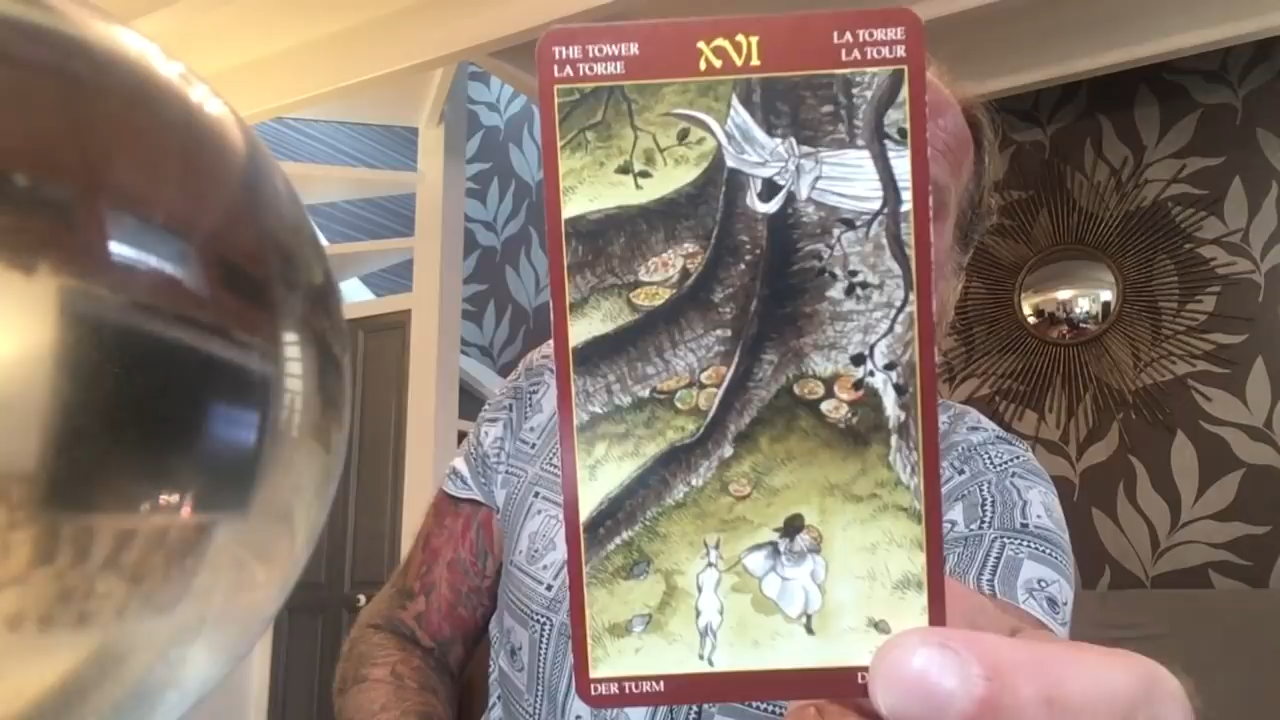 THE TOWER
LA TORRE
XVI
LA TORRE
LA TOUR
DER TURM